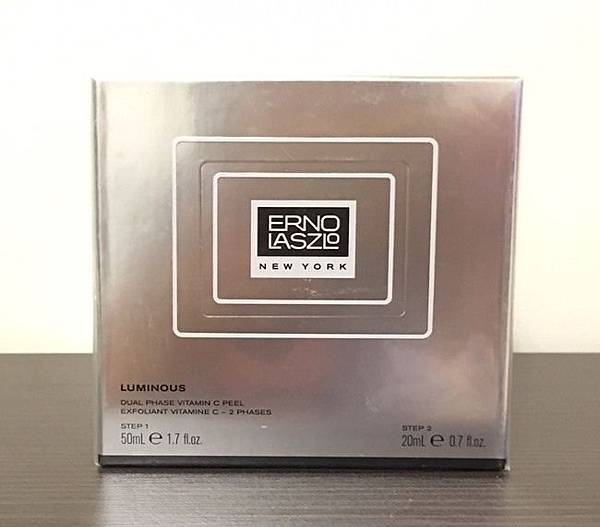 ERNO
LASZLO
NEW YORK
LUMINOUS
DUAL PHASE VITAMIN C PEEL
EXFOLIANT VITAMINE C – 2 PHASES
STEP 1
50mL ℮ 1.7 fl.oz.
STEP 2
20mL ℮ 0.7 fl.oz.